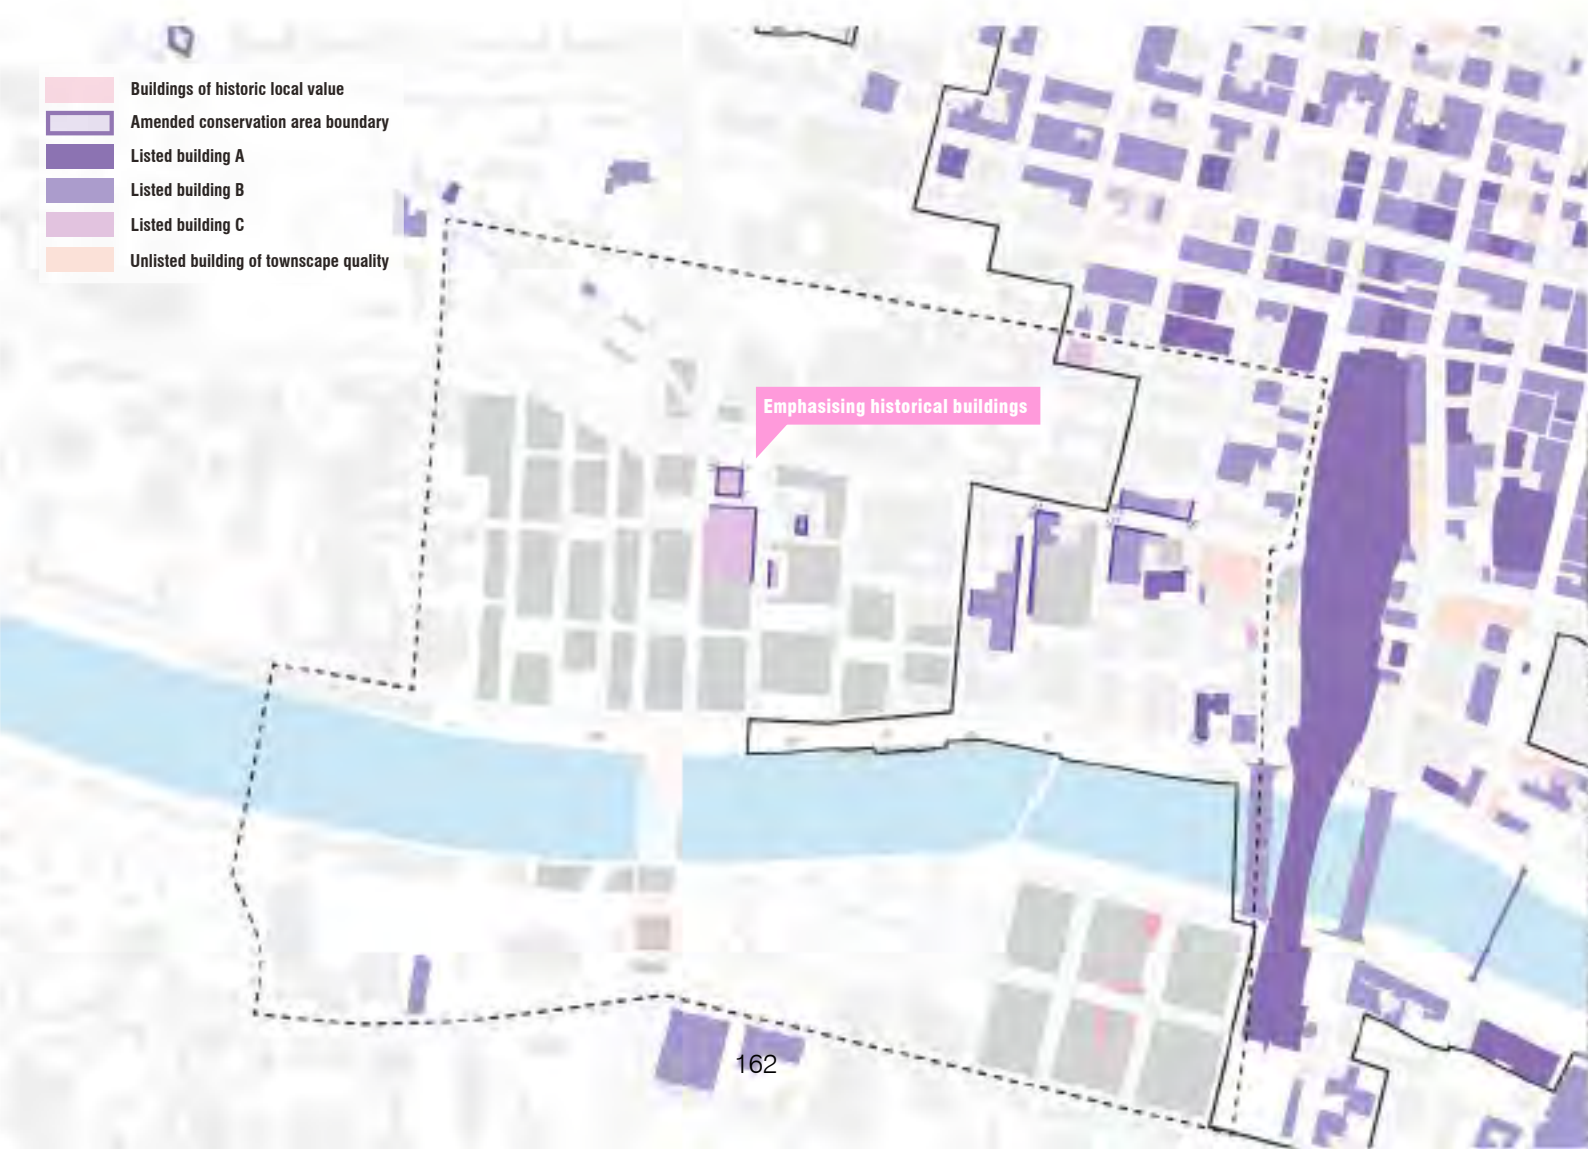 Buildings of historic local value
Amended conservation area boundary
Listed building A
Listed building B
Listed building C
Unlisted building of townscape quality
Emphasising historical buildings
162